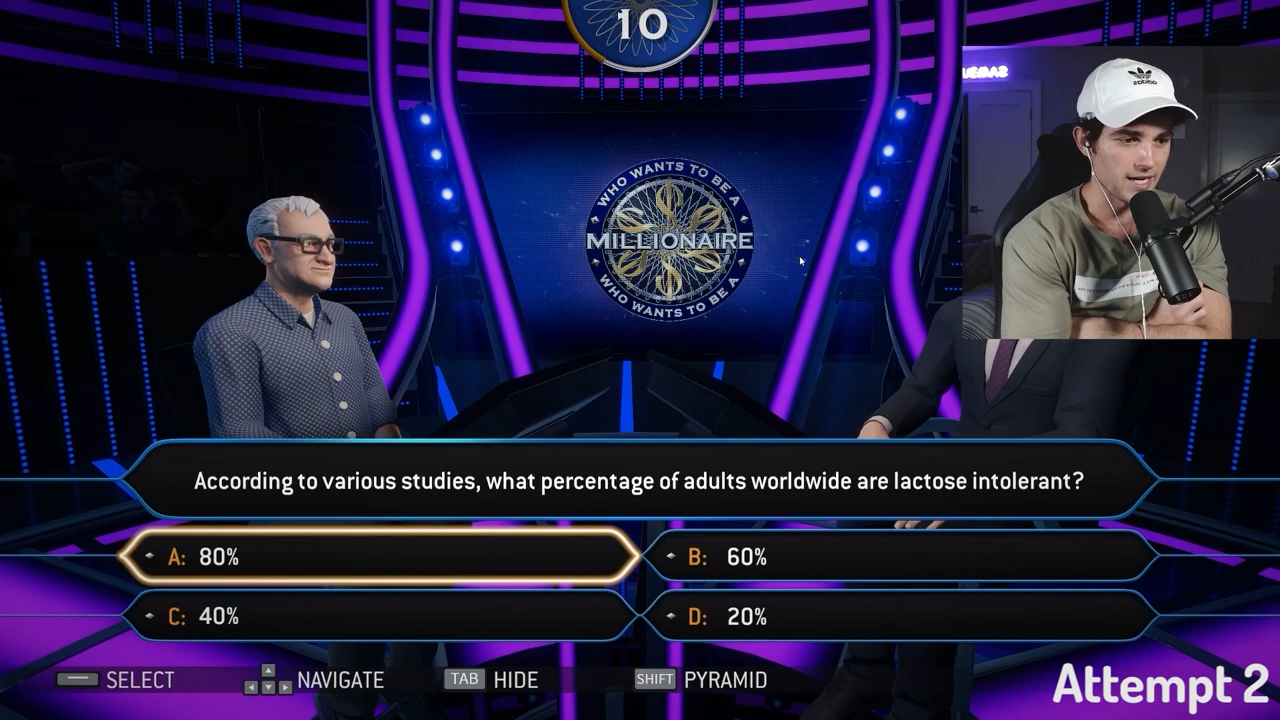 10
WHO WANTS TO BE A
MILLIONAIRE
WHO WANTS TO BE A
adidas
According to various studies, what percentage of adults worldwide are lactose intolerant?
A: 80%
B: 60%
C: 40%
D: 20%
SELECT
NAVIGATE
TAB HIDE
SHIFT PYRAMID
Attempt 2